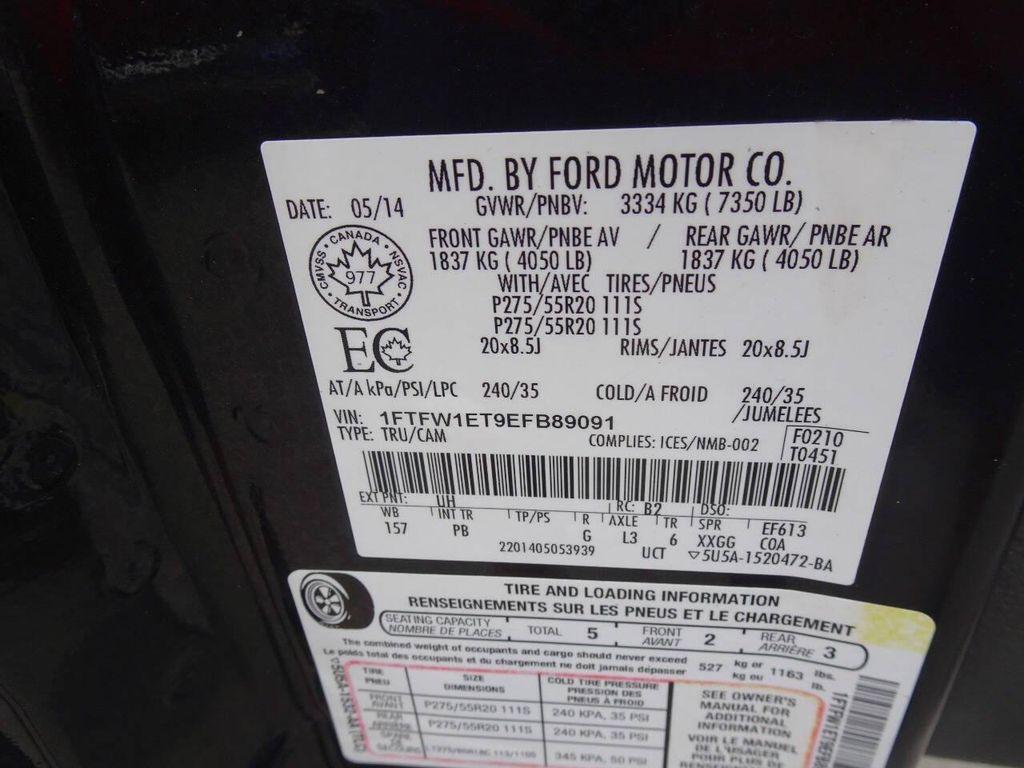 MFD. BY FORD MOTOR CO.
DATE: 05/14 GVWR/PNBV: 3334 KG ( 7350 LB)
FRONT GAWR/PNBE AV / REAR GAWR/ PNBE AR
1837 KG ( 4050 LB) 1837 KG ( 4050 LB)
CANADA CMVSS NSVAC 977 TRANSPORT
WITH/AVEC TIRES/PNEUS
P275/55R20 111S
P275/55R20 111S
EC
20x8.5J RIMS/JANTES 20x8.5J
AT/A kPa/PSI/LPC 240/35 COLD/A FROID 240/35
/JUMELEES
VIN: 1FTFW1ET9EFB89091
TYPE: TRU/CAM COMPLIES: ICES/NMB-002 F0210
T0451
EXT PNT: UH RC: B2 DSO:
WB INT TR TP/PS R AXLE TR SPR EF613
157 PB G L3 6 XXGG COA
2201405053939 UCT ▽5U5A-1520472-BA
TIRE AND LOADING INFORMATION
RENSEIGNEMENTS SUR LES PNEUS ET LE CHARGEMENT
SEATING CAPACITY
NOMBRE DE PLACES TOTAL 5 FRONT AVANT 2 REAR ARRIÈRE 3
The combined weight of occupants and cargo should never exceed 527 kg or 1163 lbs.
Le poids total des occupants et du chargement ne doit jamais dépasser kg ou lb.
TIRE PNEU SIZE DIMENSIONS COLD TIRE PRESSURE PRESSION DES PNEUS À FROID
FRONT AVANT P275/55R20 111S 240 KPA, 35 PSI
REAR ARRIÈRE P275/55R20 111S 240 KPA, 35 PSI
SPARE DE SECOURS 345 KPA, 50 PSI
SEE OWNER'S
MANUAL FOR
ADDITIONAL
INFORMATION
VOIR LE MANUEL
DE L'USAGER
POUR PLUS DE